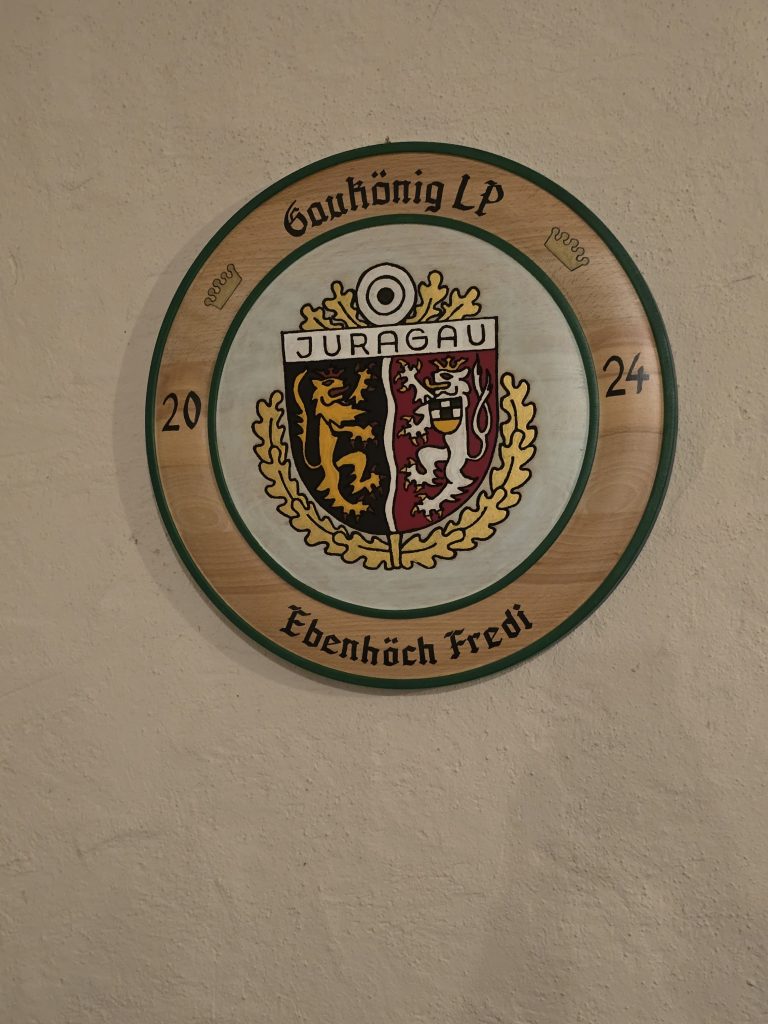 Gaukönig LP
JURAGAU
20 24
Ebenhöch Fredi